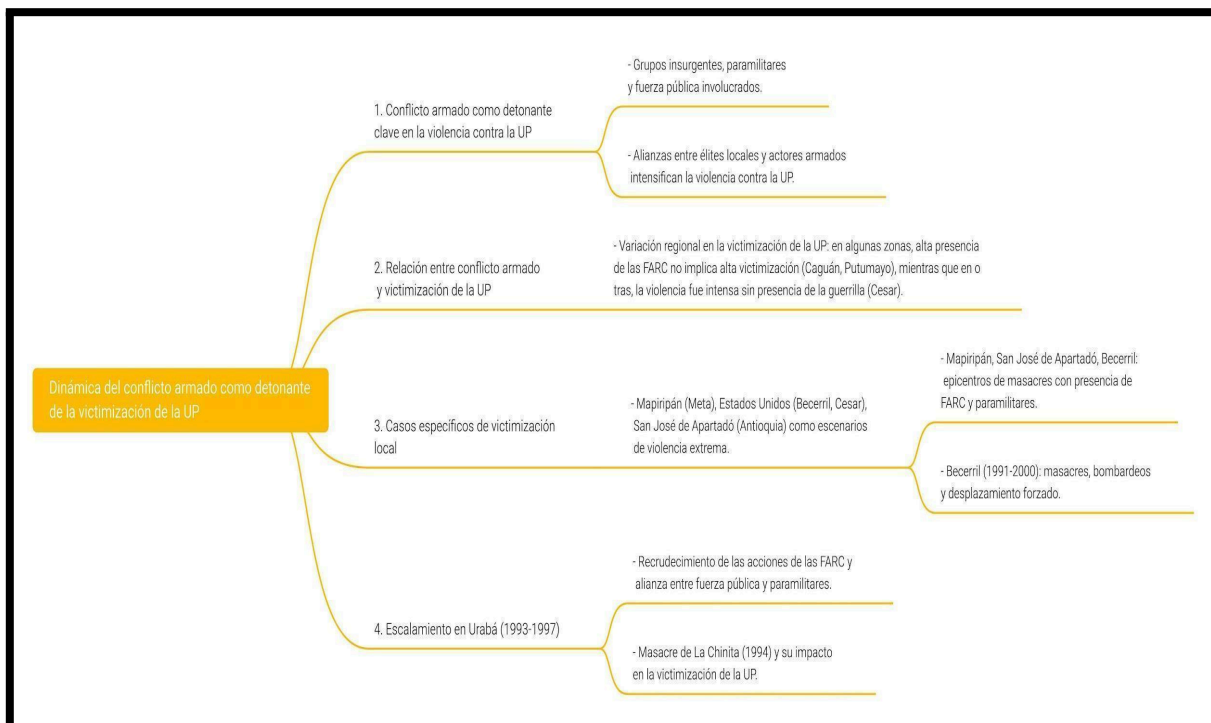 Dinámica del conflicto armado como detonante
de la victimización de la UP
1. Conflicto armado como detonante
clave en la violencia contra la UP
- Grupos insurgentes, paramilitares
y fuerza pública involucrados.
- Alianzas entre élites locales y actores armados
intensifican la violencia contra la UP.
2. Relación entre conflicto armado
y victimización de la UP
- Variación regional en la victimización de la UP: en algunas zonas, alta presencia
de las FARC no implica alta victimización (Caguán, Putumayo), mientras que en o
tras, la violencia fue intensa sin presencia de la guerrilla (Cesar).
3. Casos específicos de victimización
local
- Mapiripán (Meta), Estados Unidos (Becerril, Cesar),
San José de Apartadó (Antioquia) como escenarios
de violencia extrema.
- Mapiripán, San José de Apartadó, Becerril:
epicentros de masacres con presencia de
FARC y paramilitares.
- Becerril (1991-2000): masacres, bombardeos
y desplazamiento forzado.
4. Escalamiento en Urabá (1993-1997)
- Recrudecimiento de las acciones de las FARC y
alianza entre fuerza pública y paramilitares.
- Masacre de La Chinita (1994) y su impacto
en la victimización de la UP.